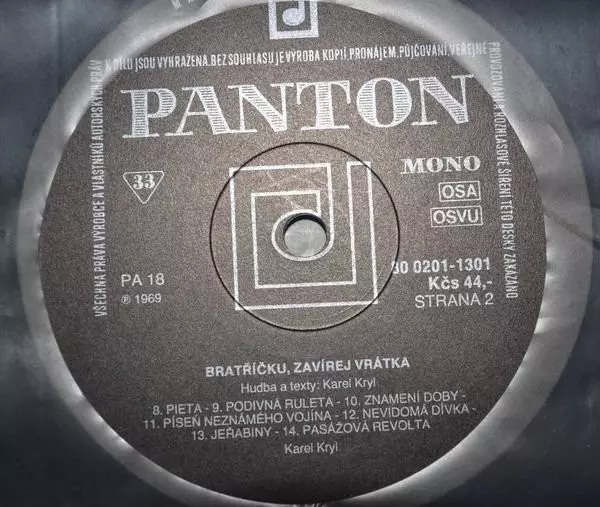 VŠECHNA PRÁVA VÝROBCE A VLASTNÍKŮ AUTORSKÝCH PRÁV K DÍLU JSOU VYHRAZENA. BEZ SOUHLASU JE VÝROBA KOPIÍ, PRONÁJEM, PŮJČOVÁNÍ, VEŘEJNÉ PROVOZOVÁNÍ A ROZHLASOVÉ ŠÍŘENÍ TÉTO DESKY ZAKÁZÁNO
PANTON
33
MONO
OSA
OSVU
PA 18
Ⓟ 1969
30 0201-1301
Kčs 44,-
STRANA 2
BRATŘÍČKU, ZAVÍREJ VRÁTKA
Hudba a texty: Karel Kryl
8. PIETA - 9. PODIVNÁ RULETA - 10. ZNAMENÍ DOBY -
11. PÍSEŇ NEZNÁMÉHO VOJÍNA - 12. NEVIDOMÁ DÍVKA -
13. JEŘABINY - 14. PASÁŽOVÁ REVOLTA
Karel Kryl